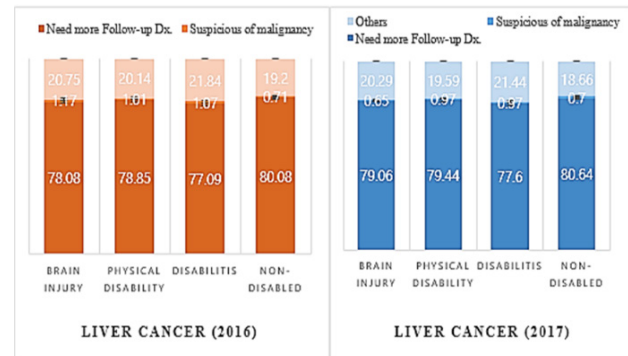 Need more Follow-up Dx. Suspicious of malignancy
20.75 20.14 21.84 19.2
1.17 1.01 1.07 0.71
78.08 78.85 77.09 80.08
BRAIN INJURY PHYSICAL DISABILITY DISABILITIS NON-DISABLED
LIVER CANCER (2016)
Others Suspicious of malignancy
Need more Follow-up Dx.
20.29 19.59 21.44 18.66
0.65 0.97 0.97 0.7
79.06 79.44 77.6 80.64
BRAIN INJURY PHYSICAL DISABILITY DISABILITIS NON-DISABLED
LIVER CANCER (2017)